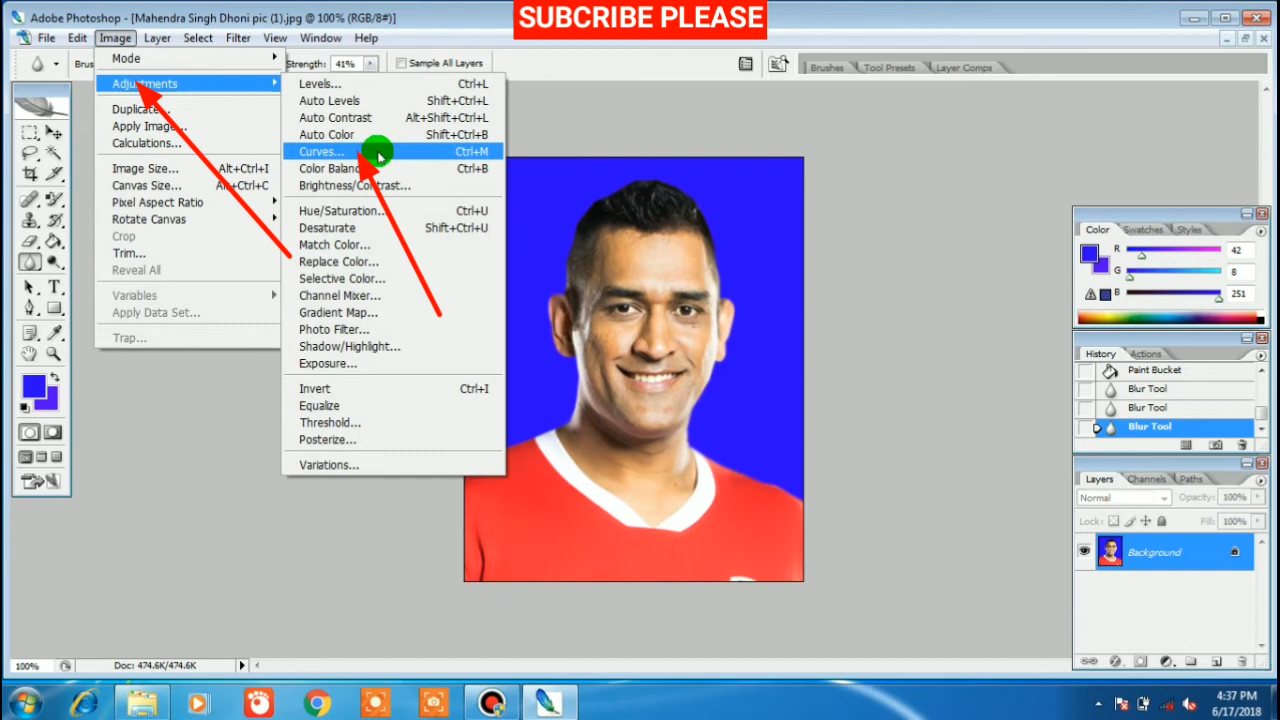 SUBCRIBE PLEASE
Adobe Photoshop - [Mahendra Singh Dhoni pic (1).jpg @ 100% (RGB/8#)]
File Edit Image Layer Select Filter View Window Help
Strength: 41% Sample All Layers
Brushes Tool Presets Layer Comps
Mode
Adjustments
Duplicate...
Apply Image...
Calculations...
Image Size... Alt+Ctrl+I
Canvas Size... Alt+Ctrl+C
Pixel Aspect Ratio
Rotate Canvas
Crop
Trim...
Reveal All
Variables
Apply Data Set...
Trap...
Levels... Ctrl+L
Auto Levels Shift+Ctrl+L
Auto Contrast Alt+Shift+Ctrl+L
Auto Color Shift+Ctrl+B
Curves... Ctrl+M
Color Balance... Ctrl+B
Brightness/Contrast...
Hue/Saturation... Ctrl+U
Desaturate Shift+Ctrl+U
Match Color...
Replace Color...
Selective Color...
Channel Mixer...
Gradient Map...
Photo Filter...
Shadow/Highlight...
Exposure...
Invert Ctrl+I
Equalize
Threshold...
Posterize...
Variations...
Color Swatches Styles
R 42
G 8
B 251
History Actions
Paint Bucket
Blur Tool
Blur Tool
Blur Tool
Layers Channels Paths
Normal Opacity: 100%
Lock: Fill: 100%
Background
100% Doc: 474.6K/474.6K
4:37 PM
6/17/2018